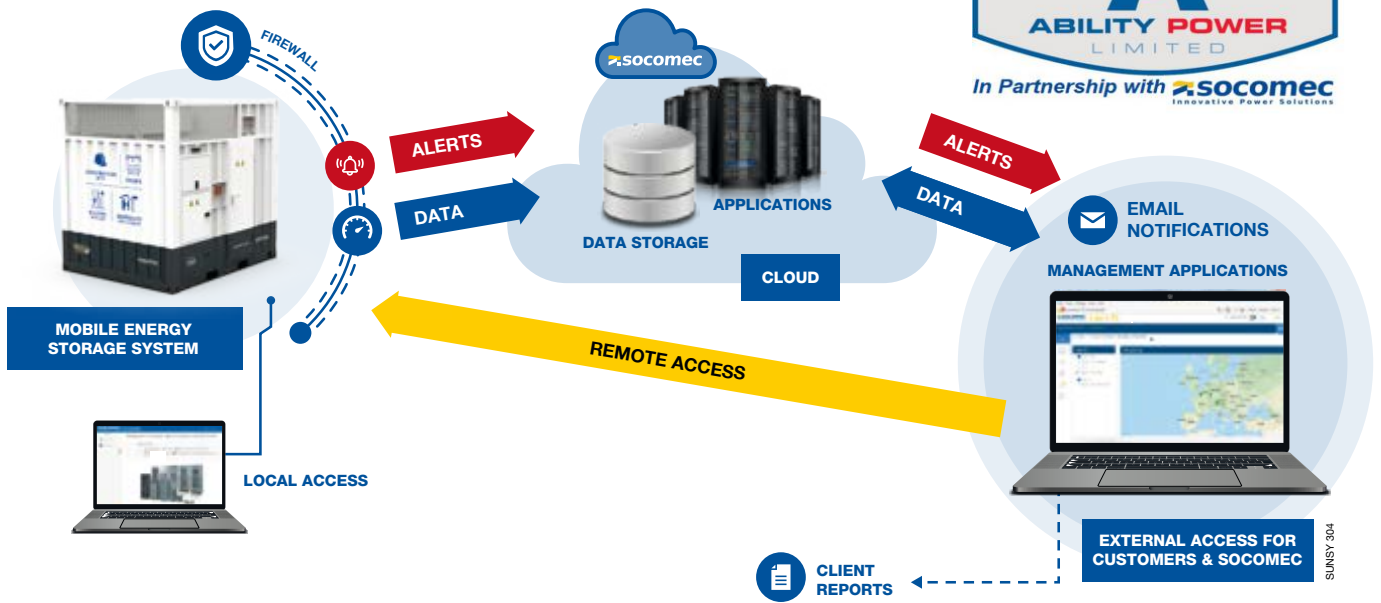 FIREWALL
socomec
ABILITY POWER
LIMITED
In Partnership with socomec
Innovative Power Solutions
ALERTS
DATA
APPLICATIONS
DATA STORAGE
CLOUD
ALERTS
DATA
EMAIL
NOTIFICATIONS
MANAGEMENT APPLICATIONS
MOBILE ENERGY
STORAGE SYSTEM
REMOTE ACCESS
LOCAL ACCESS
EXTERNAL ACCESS FOR
CUSTOMERS & SOCOMEC
SUNSY 304
CLIENT
REPORTS